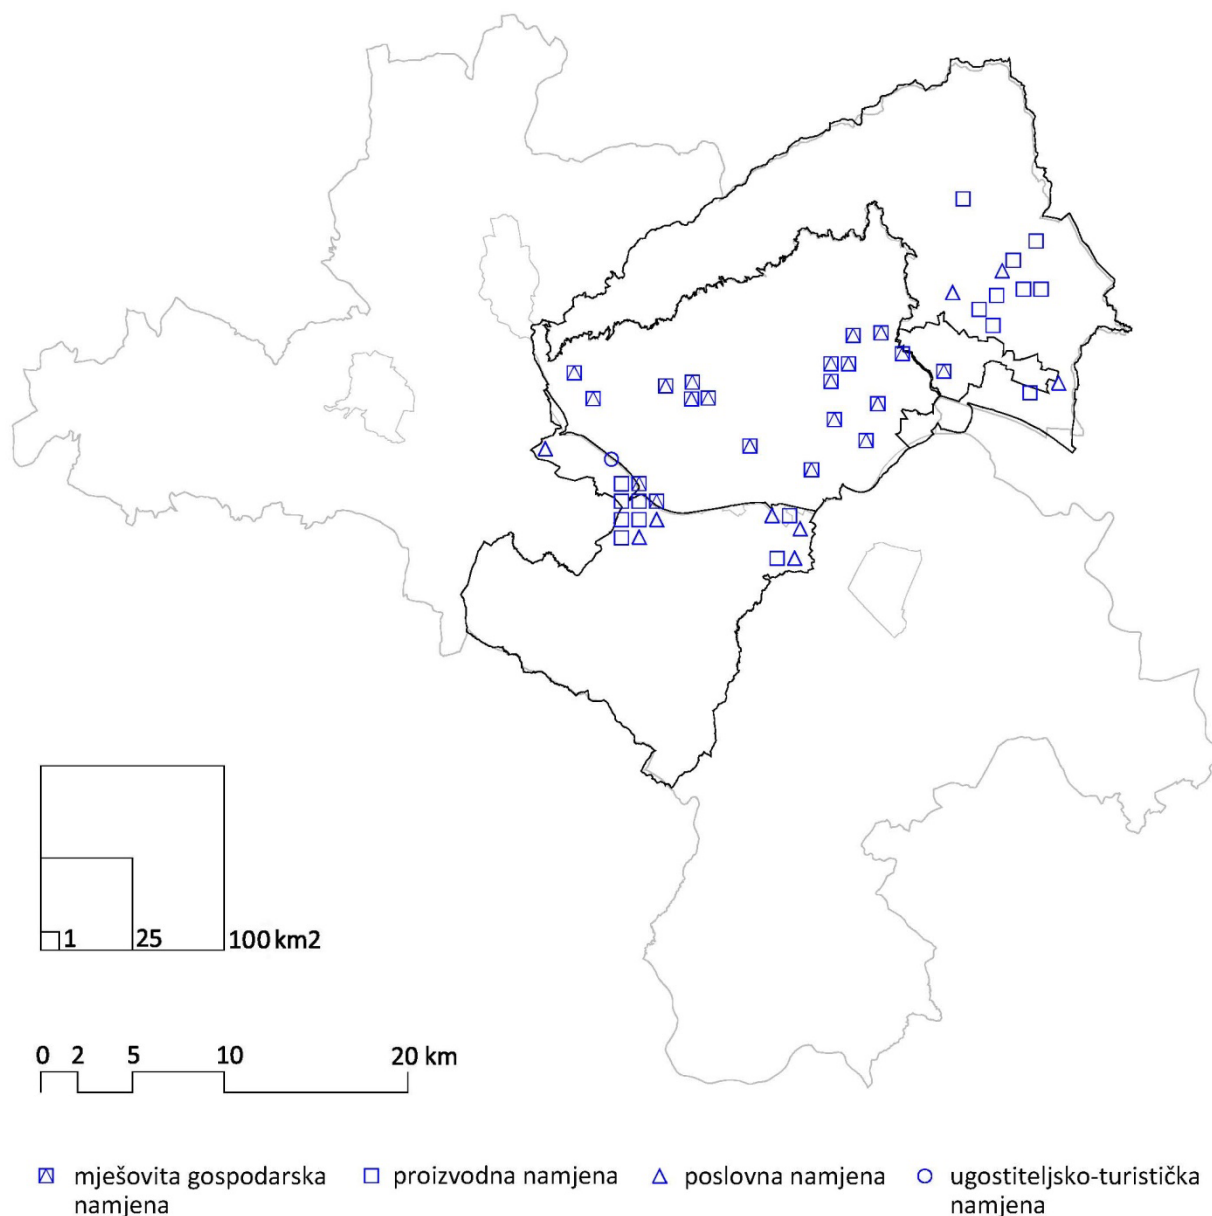 1
25
100 km2
0 2 5 10 20 km
mješovita gospodarska
namjena
proizvodna namjena
poslovna namjena
ugostiteljsko-turistička
namjena